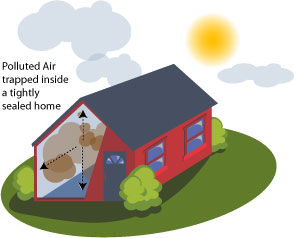 Polluted Air
trapped inside
a tightly
sealed home